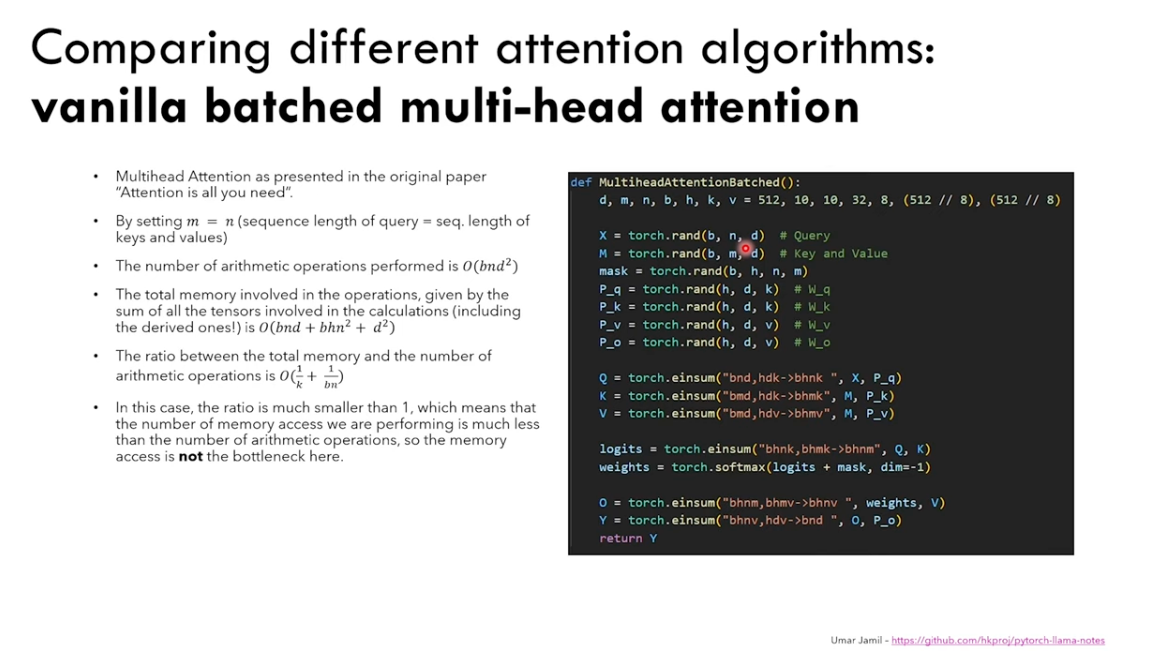 Comparing different attention algorithms:
vanilla batched multi-head attention
• Multihead Attention as presented in the original paper
"Attention is all you need".
• By setting m = n (sequence length of query = seq. length of
keys and values)
• The number of arithmetic operations performed is O(bnd²)
• The total memory involved in the operations, given by the
sum of all the tensors involved in the calculations (including
the derived ones!) is O(bnd + bhn² + d²)
• The ratio between the total memory and the number of
arithmetic operations is O(1/k + 1/bn)
• In this case, the ratio is much smaller than 1, which means that
the number of memory access we are performing is much less
than the number of arithmetic operations, so the memory
access is not the bottleneck here.
def MultiheadAttentionBatched():
    d, m, n, b, h, k, v = 512, 10, 10, 32, 8, (512 // 8), (512 // 8)
    X = torch.rand(b, n, d)  # Query
    M = torch.rand(b, m, d)  # Key and Value
    mask = torch.rand(b, h, n, m)
    P_q = torch.rand(h, d, k)  # W_q
    P_k = torch.rand(h, d, k)  # W_k
    P_v = torch.rand(h, d, v)  # W_v
    P_o = torch.rand(h, d, v)  # W_o
    Q = torch.einsum("bnd,hdk->bhnk ", X, P_q)
    K = torch.einsum("bmd,hdk->bhmk", M, P_k)
    V = torch.einsum("bmd,hdv->bhmv", M, P_v)
    logits = torch.einsum("bhnk,bhmk->bhnm", Q, K)
    weights = torch.softmax(logits + mask, dim=-1)
    O = torch.einsum("bhnm,bhmv->bhnv ", weights, V)
    Y = torch.einsum("bhnv,hdv->bnd ", O, P_o)
    return Y
Umar Jamil - https://github.com/hkproj/pytorch-llama-notes